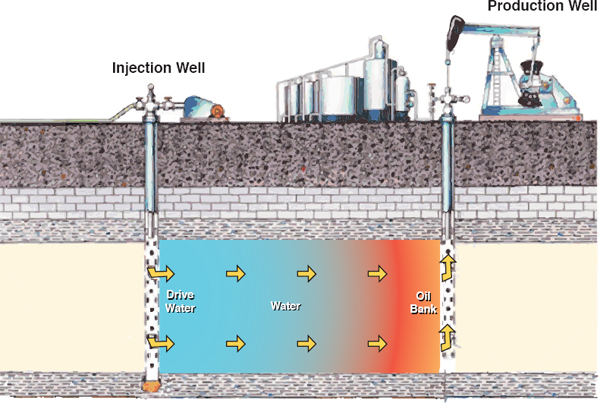 Production Well
Injection Well
Drive
Water
Water
Oil
Bank